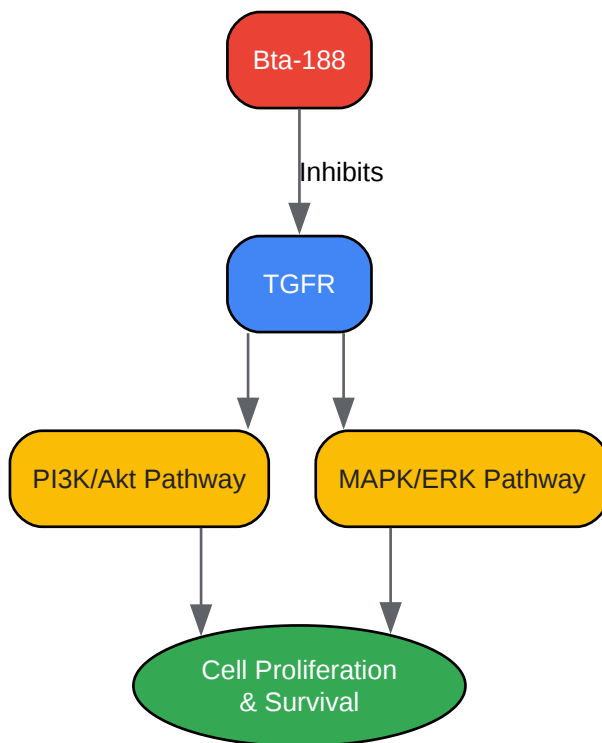 Bta-188
Inhibits
TGFR
PI3K/Akt Pathway
MAPK/ERK Pathway
Cell Proliferation
& Survival